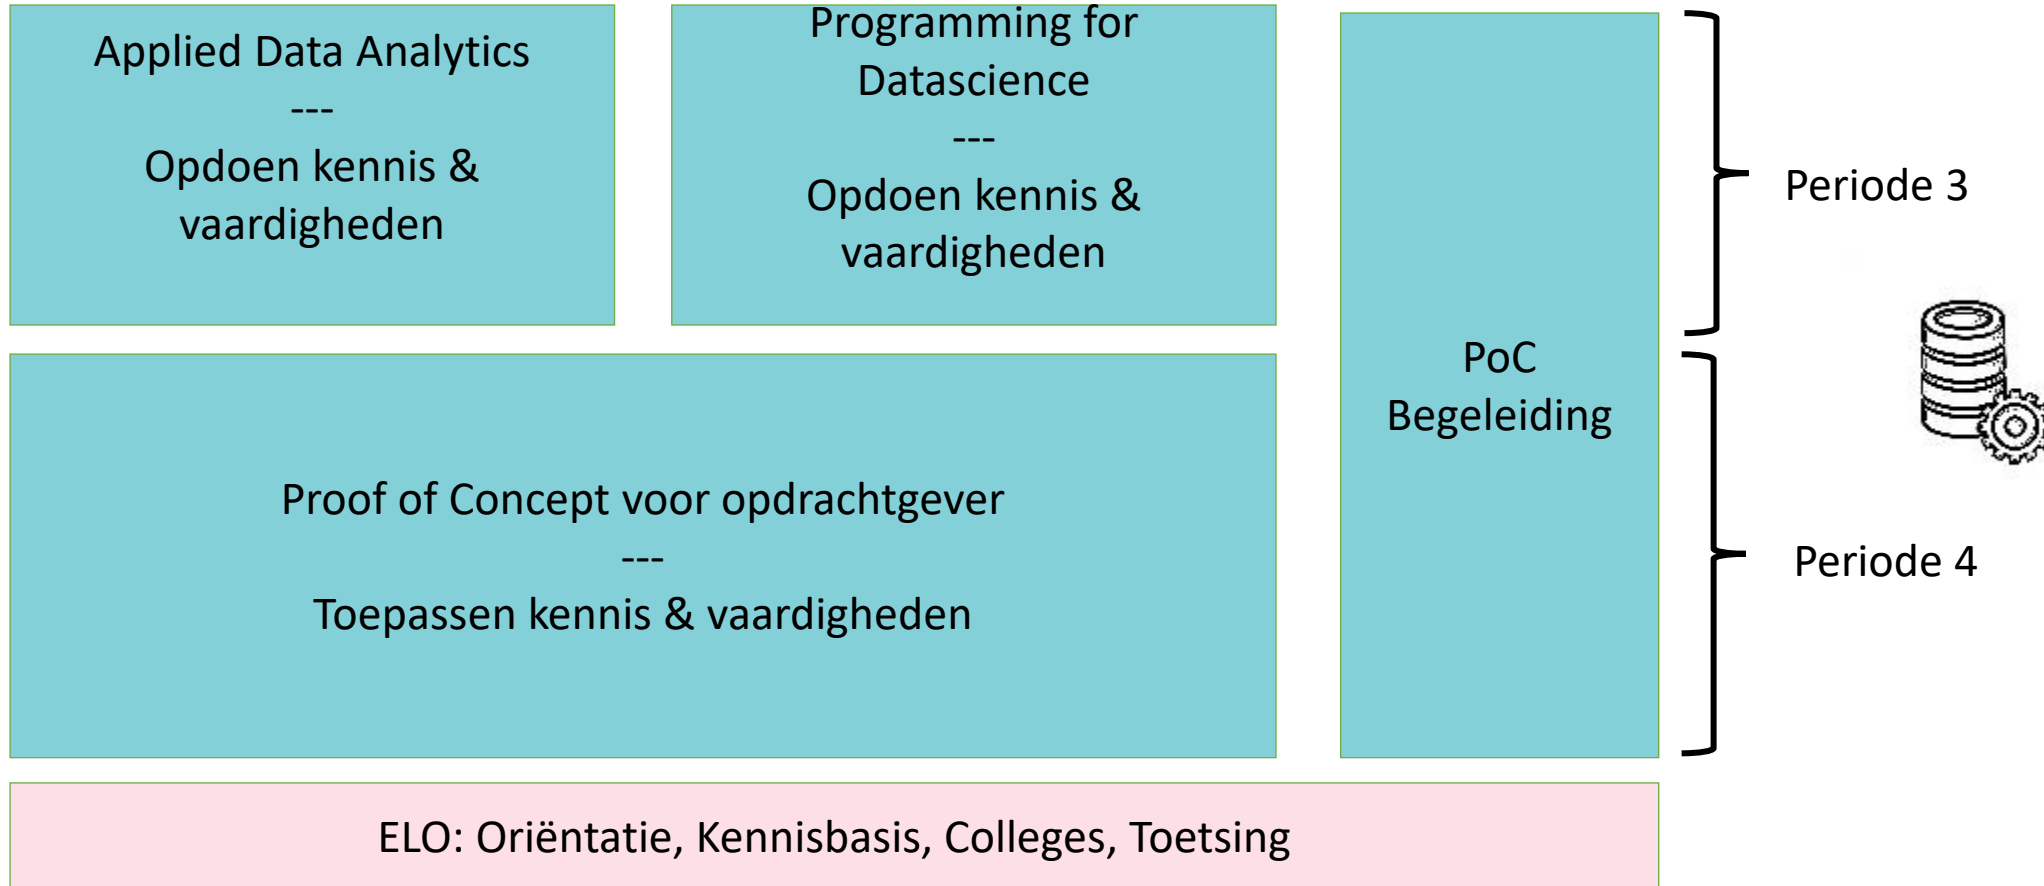 Applied Data Analytics
---
Opdoen kennis &
vaardigheden
Programming for
Datascience
---
Opdoen kennis &
vaardigheden
PoC
Begeleiding
Periode 3
Proof of Concept voor opdrachtgever
---
Toepassen kennis & vaardigheden
Periode 4
ELO: Oriëntatie, Kennisbasis, Colleges, Toetsing